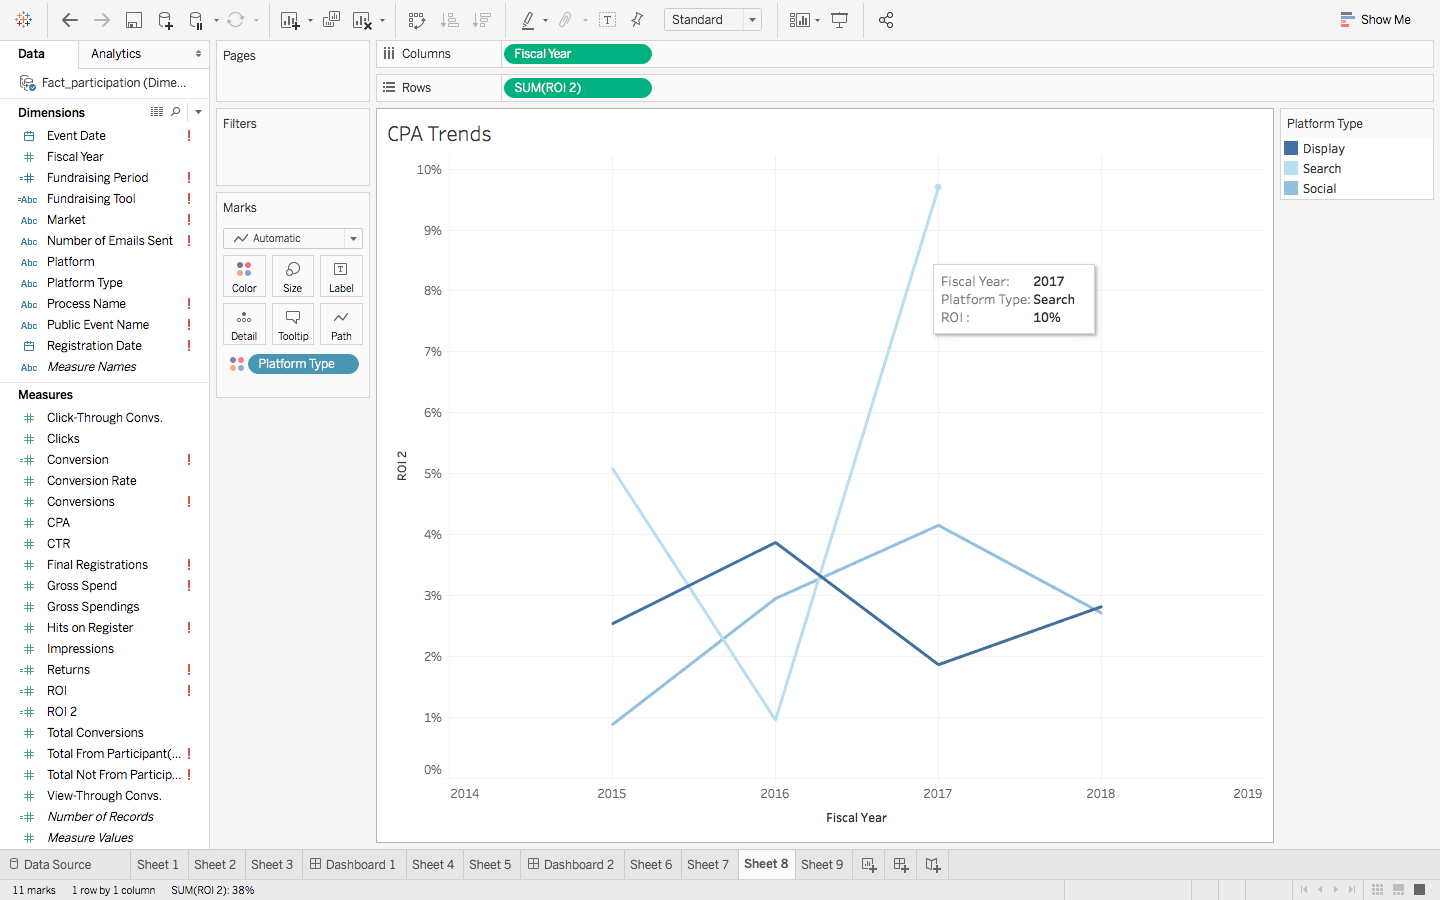 Standard
Show Me
Data
Analytics
Fact_participation (Dime...
Dimensions
Event Date !
Fiscal Year
Fundraising Period !
=Abc Fundraising Tool !
Abc Market !
Abc Number of Emails Sent !
Abc Platform
Abc Platform Type
Abc Process Name !
Abc Public Event Name !
Registration Date !
Abc Measure Names
Measures
Click-Through Convs.
Clicks
Conversion !
Conversion Rate
Conversions !
CPA
CTR
Final Registrations !
Gross Spend !
Gross Spendings
Hits on Register !
Impressions
Returns !
ROI !
ROI 2
Total Conversions
Total From Participant(... !
Total Not From Particip... !
View-Through Convs.
Number of Records
Measure Values
Pages
Filters
Marks
Automatic
Color Size Label
Detail Tooltip Path
Platform Type
Columns Fiscal Year
Rows SUM(ROI 2)
CPA Trends
10%
9%
8%
7%
6%
5%
4%
3%
2%
1%
0%
ROI 2
2014 2015 2016 2017 2018 2019
Fiscal Year
Fiscal Year: 2017
Platform Type: Search
ROI : 10%
Platform Type
Display
Search
Social
Data Source Sheet 1 Sheet 2 Sheet 3 Dashboard 1 Sheet 4 Sheet 5 Dashboard 2 Sheet 6 Sheet 7 Sheet 8 Sheet 9
11 marks 1 row by 1 column SUM(ROI 2): 38%